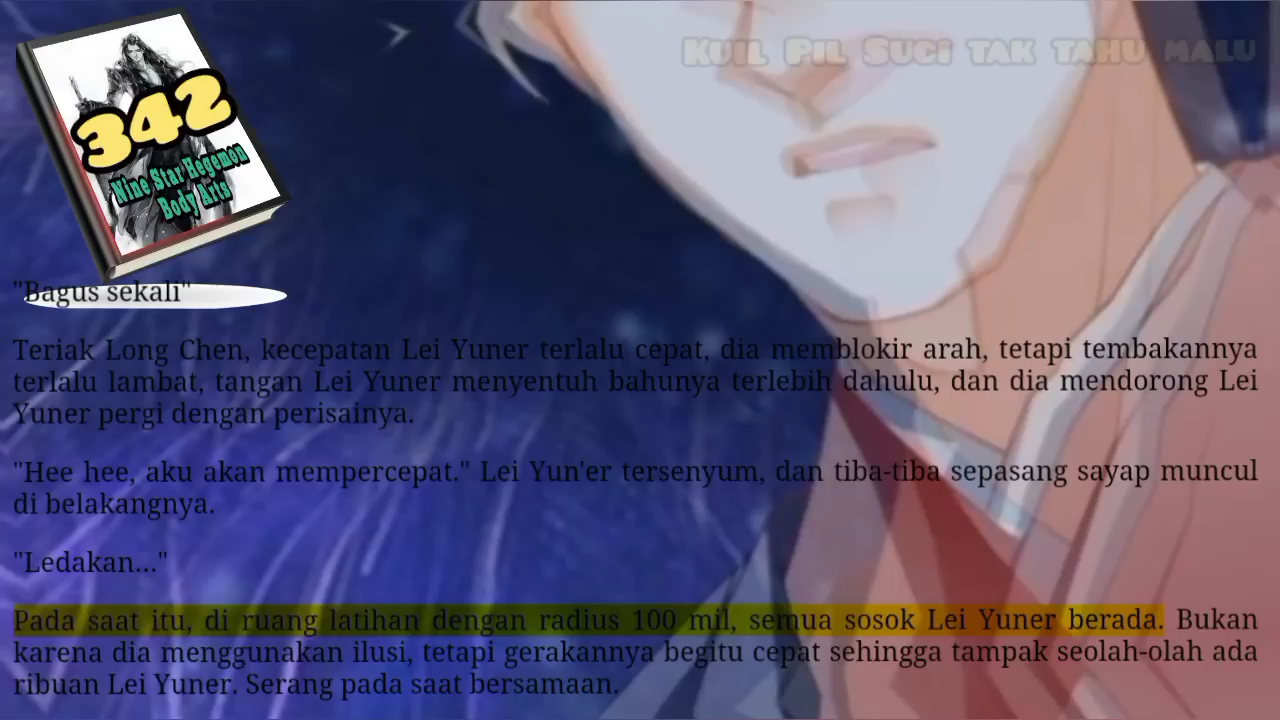 Kuil Pil Suci tak tahu malu
342
Nine Star Hegemon
Body Arts
"Bagus sekali"
Teriak Long Chen, kecepatan Lei Yuner terlalu cepat, dia memblokir arah, tetapi tembakannya
terlalu lambat, tangan Lei Yuner menyentuh bahunya terlebih dahulu, dan dia mendorong Lei
Yuner pergi dengan perisainya.
"Hee hee, aku akan mempercepat." Lei Yun'er tersenyum, dan tiba-tiba sepasang sayap muncul
di belakangnya.
"Ledakan..."
Pada saat itu, di ruang latihan dengan radius 100 mil, semua sosok Lei Yuner berada. Bukan
karena dia menggunakan ilusi, tetapi gerakannya begitu cepat sehingga tampak seolah-olah ada
ribuan Lei Yuner. Serang pada saat bersamaan.